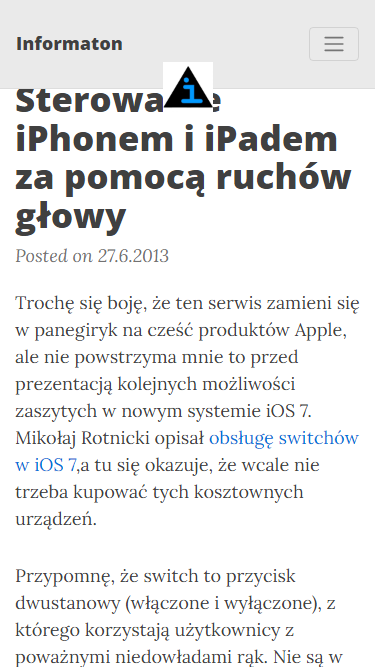 Informaton
Sterowanie
iPhonem i iPadem
za pomocą ruchów
głowy
Posted on 27.6.2013
Trochę się boję, że ten serwis zamieni się
w panegiryk na cześć produktów Apple,
ale nie powstrzyma mnie to przed
prezentacją kolejnych możliwości
zaszytych w nowym systemie iOS 7.
Mikołaj Rotnicki opisał obsługę switchów
w iOS 7,a tu się okazuje, że wcale nie
trzeba kupować tych kosztownych
urządzeń.
Przypomnę, że switch to przycisk
dwustanowy (włączone i wyłączone), z
którego korzystają użytkownicy z
poważnymi niedowładami rąk. Nie są w